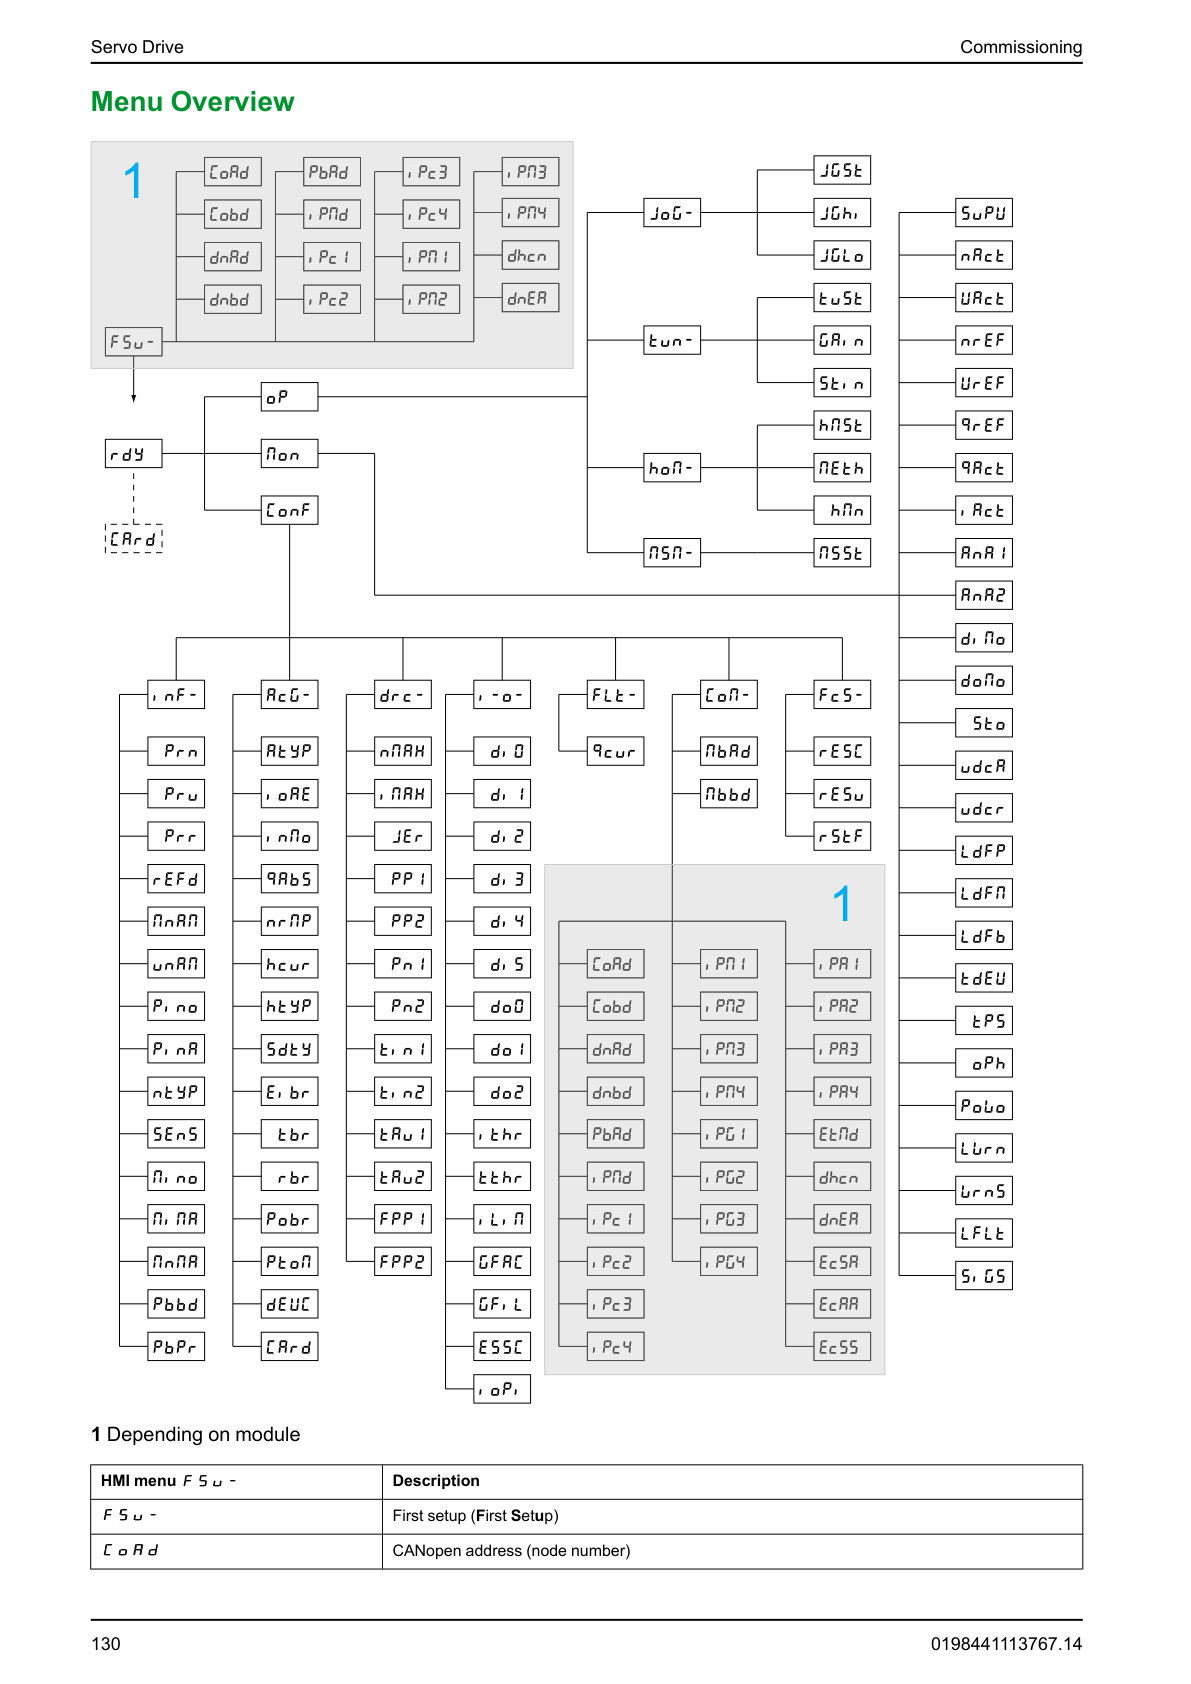 Servo Drive
Commissioning
Menu Overview
1
CoAd
PbAd
iPc3
iPM3
Cobd
iPMd
iPc4
iPM4
dnAd
iPc1
iPM1
dhcn
dnbd
iPc2
iPM2
dnEA
FSu-
rdY
CArd
oP
Mon
ConF
JoG-
JGSt
JGhi
JGLo
tun-
tuSt
GAin
Stin
hoM-
hMSt
MEth
hMn
MSM-
MSSt
SuPV
nAct
VAct
nrEF
VrEF
qrEF
qAct
iAct
AnA1
AnA2
diMo
doMo
Sto
udcA
udcr
LdFP
LdFM
LdFb
tdEV
tPS
oPh
PoWo
LWrn
WrnS
LFLt
SiGS
inF-
Prn
Pru
Prr
rEFd
MnAM
unAM
Pino
PinA
ntYP
SEnS
Mino
MiMA
MnMA
Pbbd
PbPr
AcG-
AtYP
ioAE
inMo
qAbS
nrMP
hcur
htYP
SdtY
Eibr
tbr
rbr
Pobr
PtoM
dEVC
CArd
drc-
nMAX
iMAX
JEr
PP1
PP2
Pn1
Pn2
tin1
tin2
tAu1
tAu2
FPP1
FPP2
i-o-
di0
di1
di2
di3
di4
di5
do0
do1
do2
ithr
tthr
iLiM
GFAC
GFiL
ESSC
ioPi
FLt-
qcur
CoM-
MbAd
Mbbd
FcS-
rESC
rESu
rStF
1
CoAd
Cobd
dnAd
dnbd
PbAd
iPMd
iPc1
iPc2
iPc3
iPc4
iPM1
iPM2
iPM3
iPM4
iPG1
iPG2
iPG3
iPG4
iPA1
iPA2
iPA3
iPA4
EtMd
dhcn
dnEA
EcSA
EcAA
EcSS
1 Depending on module
HMI menu FSu-
Description
FSu-
First setup (First Setup)
CoAd
CANopen address (node number)
130
0198441113767.14